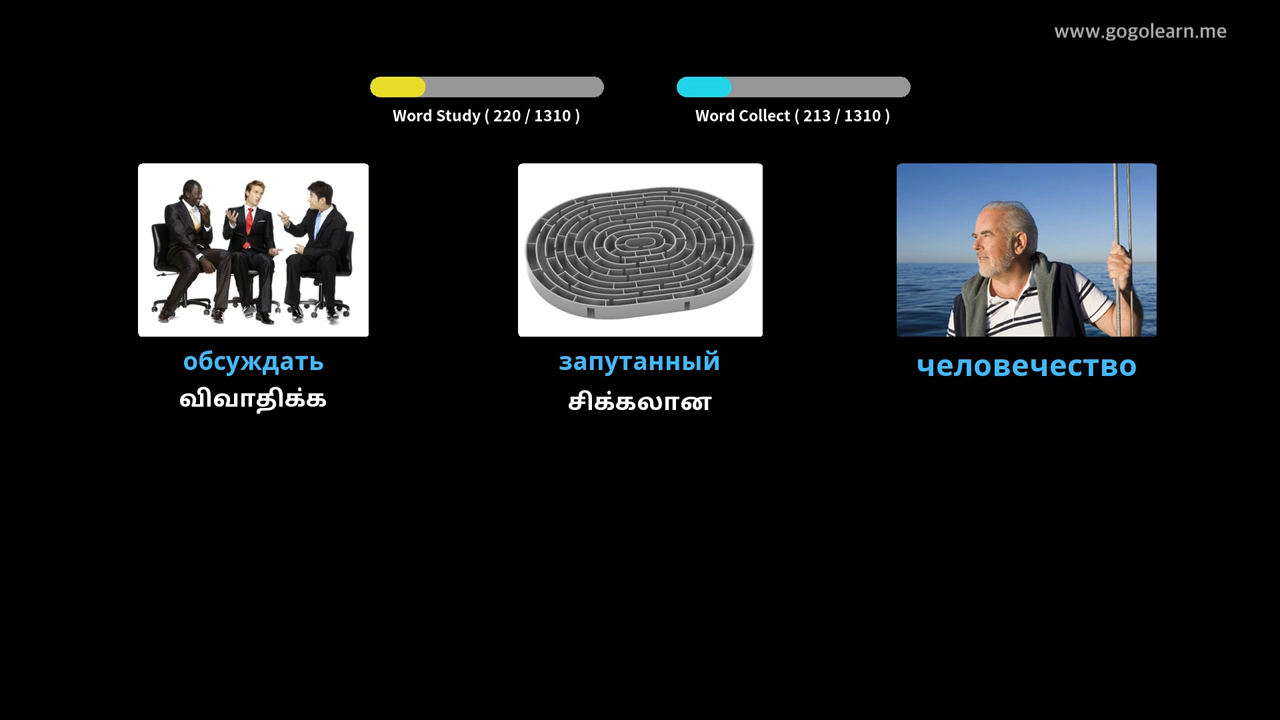 www.gogolearn.me
Word Study ( 220 / 1310 )
Word Collect ( 213 / 1310 )
обсуждать
விவாதிக்க
запутанный
சிக்கலான
человечество